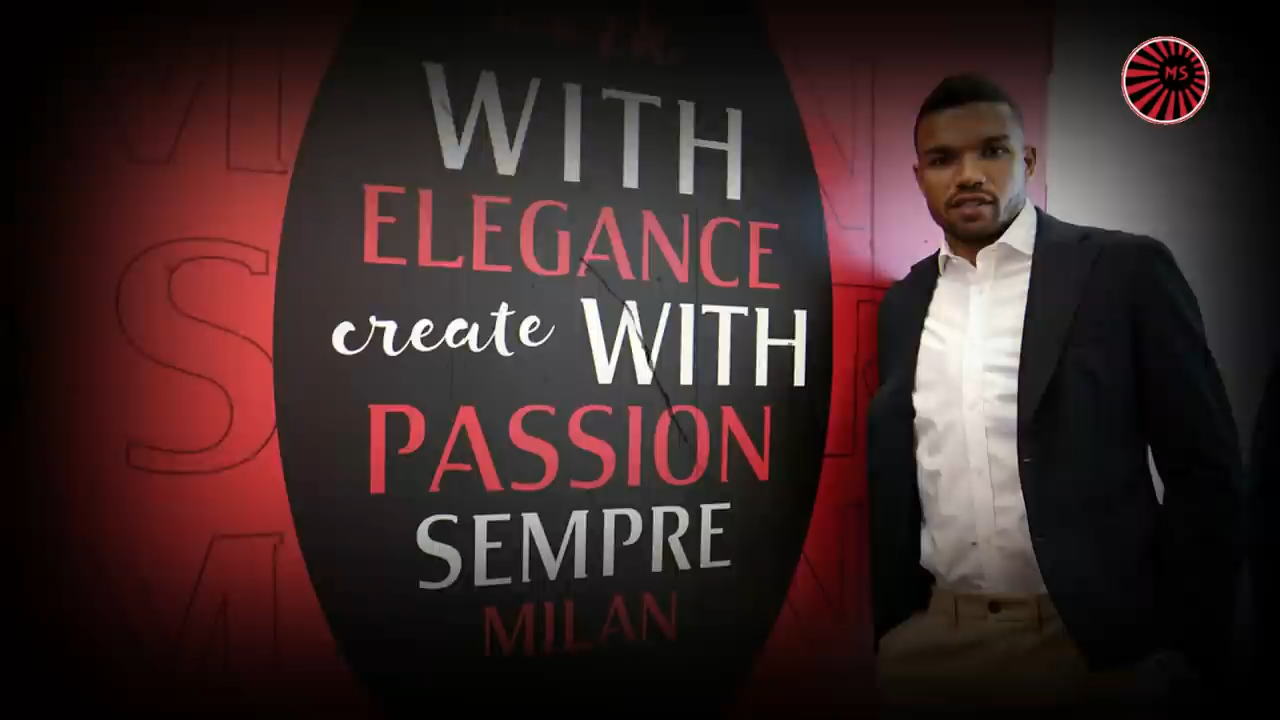 WITH
ELEGANCE
create WITH
PASSION
SEMPRE
MILAN
MS